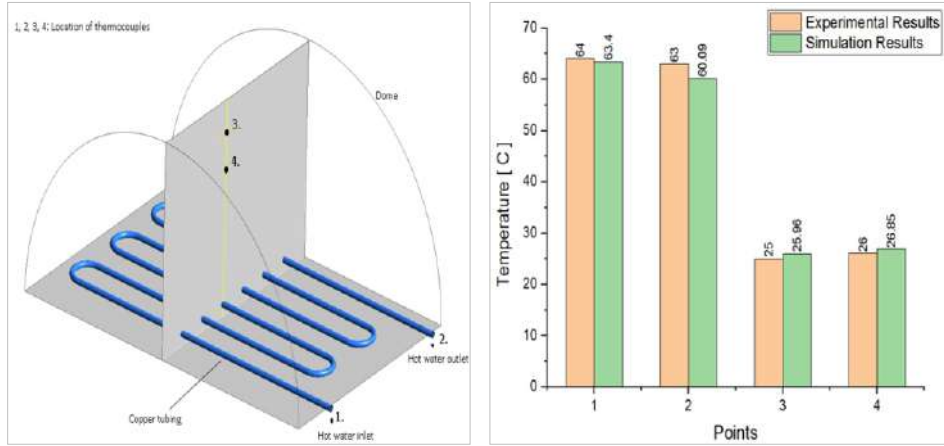 1, 2, 3, 4: Location of thermocouples
Dome
3.
4.
2.
Hot water outlet
Copper tubing
1.
Hot water inlet
Experimental Results
Simulation Results
70
60
50
40
30
20
10
0
Temperature [ C]
64
63.4
63
60.09
25
25.96
26
26.85
1
2
3
4
Points